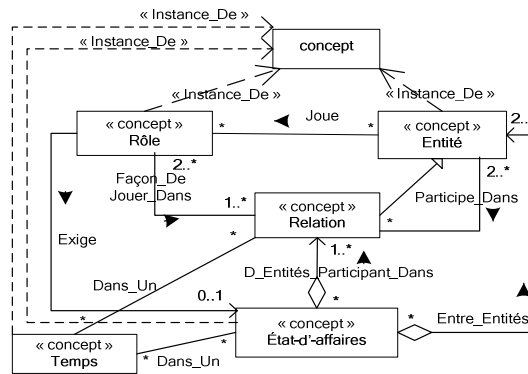 « Instance_De »
« Instance_De »
concept
« Instance_De »
« Instance_De »
« concept »
Rôle
*
Joue
*
« concept »
Entité
2..
2..*
Façon_De
Jouer_Dans
2..*
Participe_Dans
1..*
« concept »
Relation
*
*
Exige
1..*
D_Entités_Participant_Dans
Dans_Un
0..1
*
*
« concept »
État-d'-affaires
*
Entre_Entités
« concept »
Temps
*
Dans_Un
*